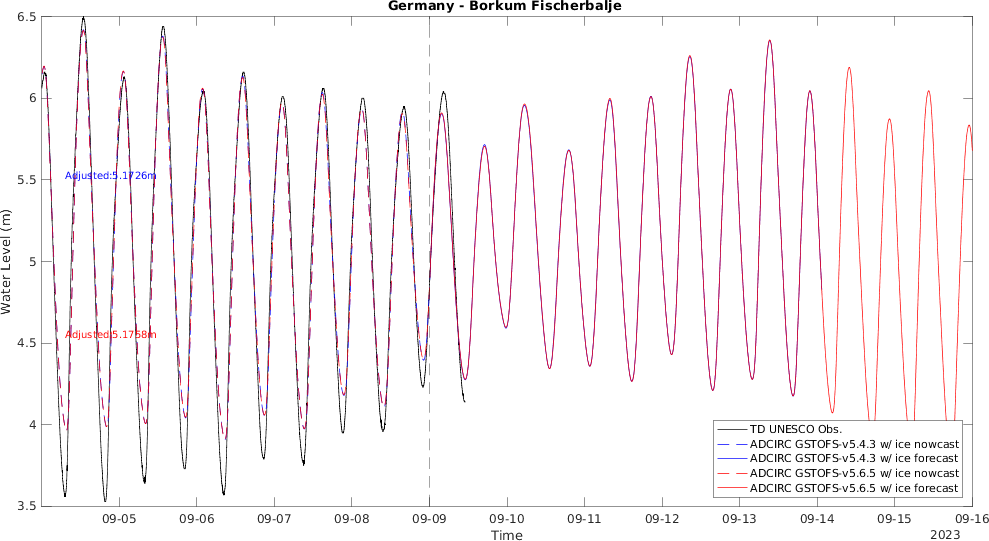 Germany - Borkum Fischerbalje
6.5
6
5.5
5
4.5
4
3.5
Water Level (m)
Adjusted:5.1726m
Adjusted:5.1758m
TD UNESCO Obs.
ADCIRC GSTOFS-v5.4.3 w/ ice nowcast
ADCIRC GSTOFS-v5.4.3 w/ ice forecast
ADCIRC GSTOFS-v5.6.5 w/ ice nowcast
ADCIRC GSTOFS-v5.6.5 w/ ice forecast
09-05 09-06 09-07 09-08 09-09 09-10 09-11 09-12 09-13 09-14 09-15 09-16
Time
2023